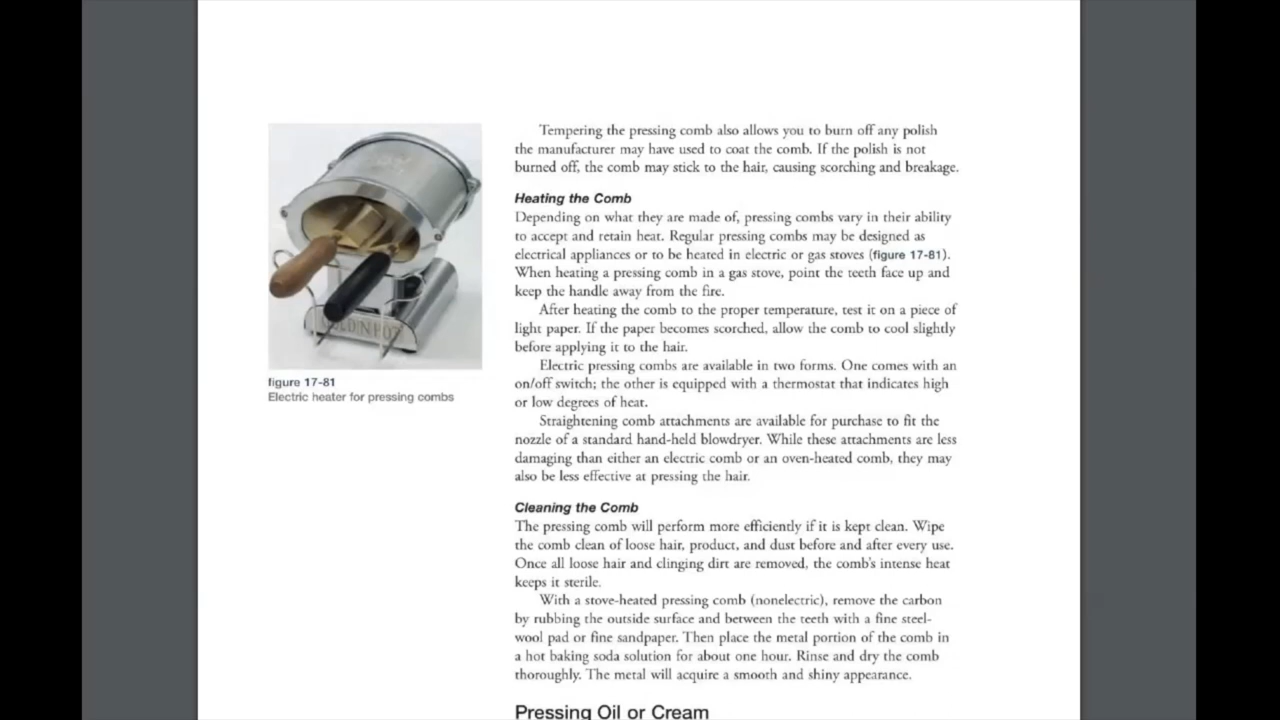 Tempering the pressing comb also allows you to burn off any polish
the manufacturer may have used to coat the comb. If the polish is not
burned off, the comb may stick to the hair, causing scorching and breakage.
Heating the Comb
Depending on what they are made of, pressing combs vary in their ability
to accept and retain heat. Regular pressing combs may be designed as
electrical appliances or to be heated in electric or gas stoves (figure 17-81).
When heating a pressing comb in a gas stove, point the teeth face up and
keep the handle away from the fire.
After heating the comb to the proper temperature, test it on a piece of
light paper. If the paper becomes scorched, allow the comb to cool slightly
before applying it to the hair.
Electric pressing combs are available in two forms. One comes with an
on/off switch; the other is equipped with a thermostat that indicates high
or low degrees of heat.
Straightening comb attachments are available for purchase to fit the
nozzle of a standard hand-held blowdryer. While these attachments are less
damaging than either an electric comb or an oven-heated comb, they may
also be less effective at pressing the hair.
Cleaning the Comb
The pressing comb will perform more efficiently if it is kept clean. Wipe
the comb clean of loose hair, product, and dust before and after every use.
Once all loose hair and clinging dirt are removed, the comb's intense heat
keeps it sterile.
With a stove-heated pressing comb (nonelectric), remove the carbon
by rubbing the outside surface and between the teeth with a fine steel-
wool pad or fine sandpaper. Then place the metal portion of the comb in
a hot baking soda solution for about one hour. Rinse and dry the comb
thoroughly. The metal will acquire a smooth and shiny appearance.
Pressing Oil or Cream
figure 17-81
Electric heater for pressing combs